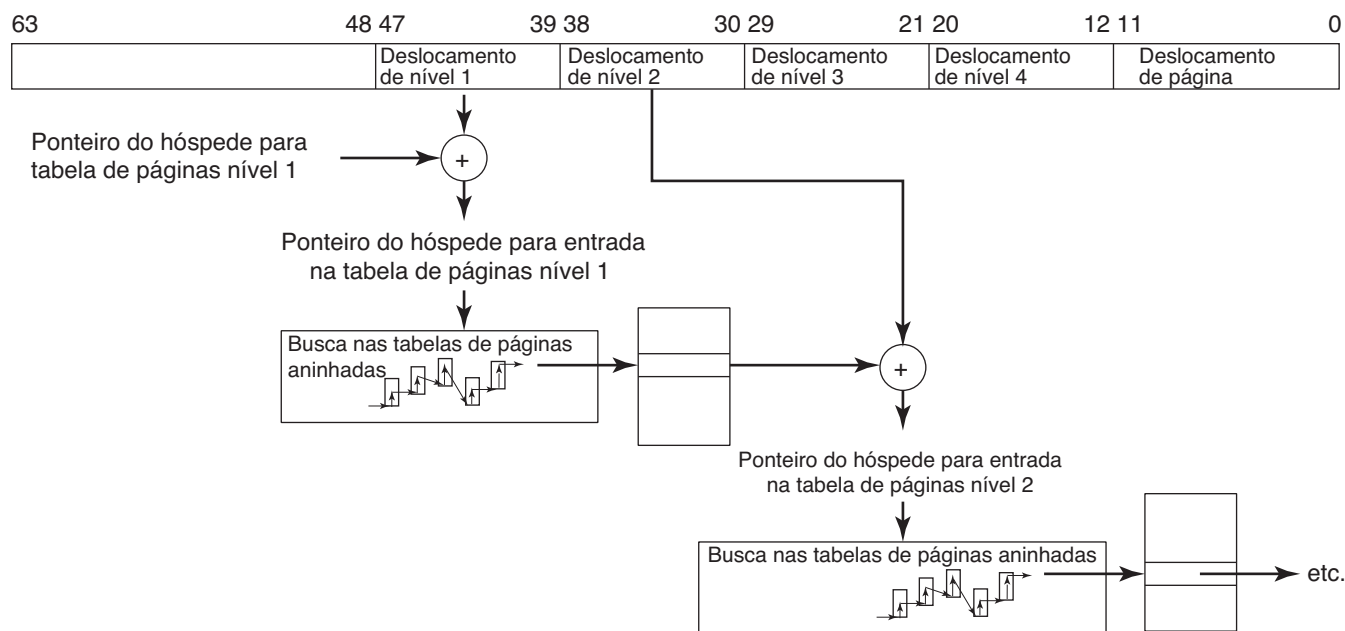 63 48 47 39 38 30 29 21 20 12 11 0
Deslocamento de nível 1
Deslocamento de nível 2
Deslocamento de nível 3
Deslocamento de nível 4
Deslocamento de página
Ponteiro do hóspede para
tabela de páginas nível 1
+
Ponteiro do hóspede para entrada
na tabela de páginas nível 1
Busca nas tabelas de páginas
aninhadas
+
Ponteiro do hóspede para entrada
na tabela de páginas nível 2
Busca nas tabelas de páginas aninhadas
etc.